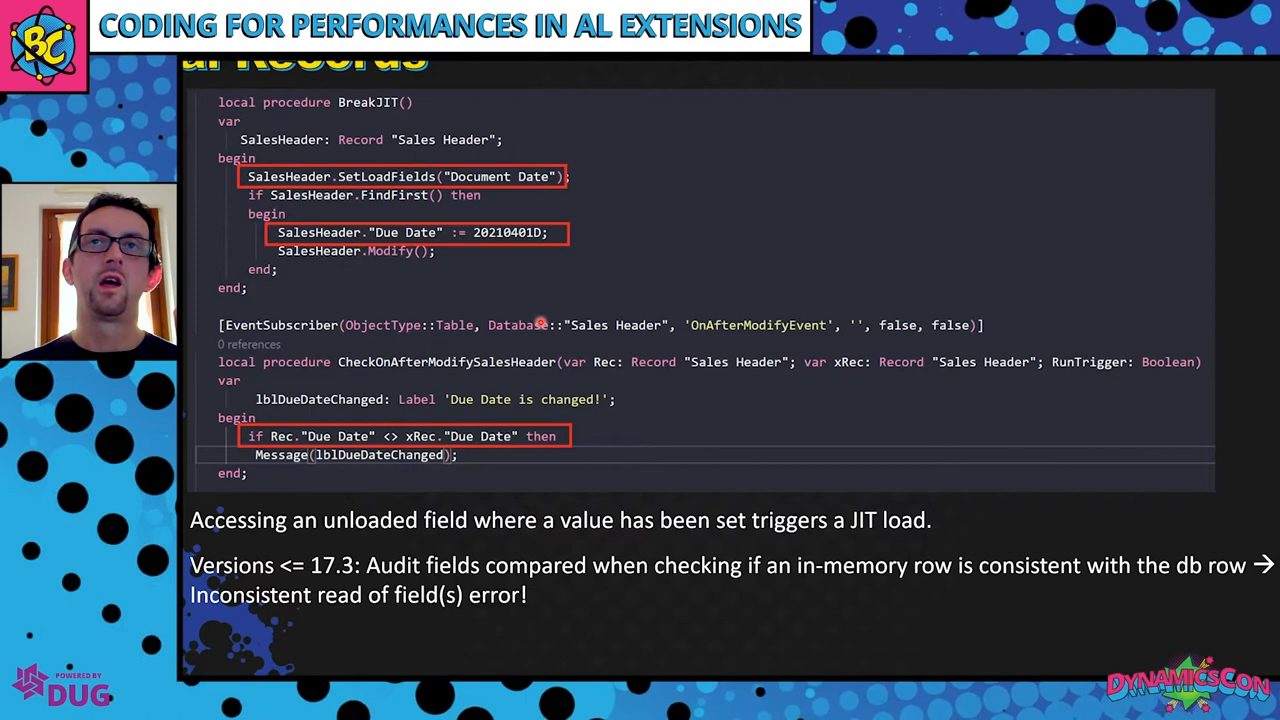 BC
CODING FOR PERFORMANCES IN AL EXTENSIONS
al Records
local procedure BreakJIT()
var
SalesHeader: Record "Sales Header";
begin
SalesHeader.SetLoadFields("Document Date");
if SalesHeader.FindFirst() then
begin
SalesHeader."Due Date" := 20210401D;
SalesHeader.Modify();
end;
end;
[EventSubscriber(ObjectType::Table, Database::"Sales Header", 'OnAfterModifyEvent', '', false, false)]
0 references
local procedure CheckOnAfterModifySalesHeader(var Rec: Record "Sales Header"; var xRec: Record "Sales Header"; RunTrigger: Boolean)
var
lblDueDateChanged: Label 'Due Date is changed!';
begin
if Rec."Due Date" <> xRec."Due Date" then
Message(lblDueDateChanged);
end;
Accessing an unloaded field where a value has been set triggers a JIT load.
Versions <= 17.3: Audit fields compared when checking if an in-memory row is consistent with the db row →
Inconsistent read of field(s) error!
POWERED BY
DUG
DYNAMICSCON